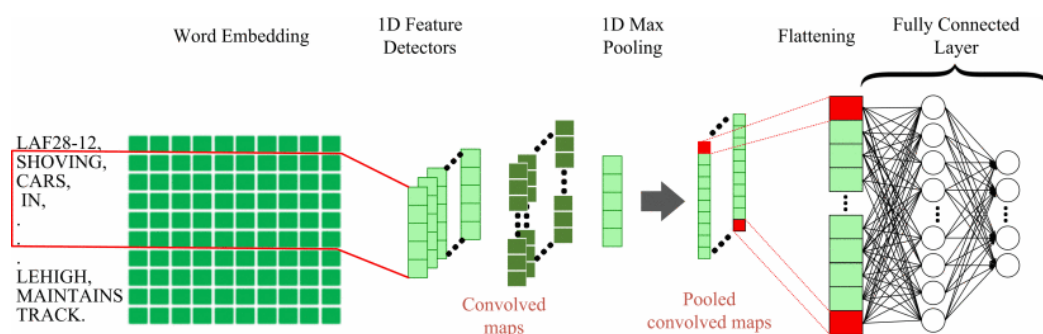 Word Embedding
1D Feature
Detectors
1D Max
Pooling
Flattening
Fully Connected
Layer
LAF28-12,
SHOVING,
CARS,
IN,
.
.
.
LEHIGH,
MAINTAINS
TRACK.
Convolved
maps
Pooled
convolved maps